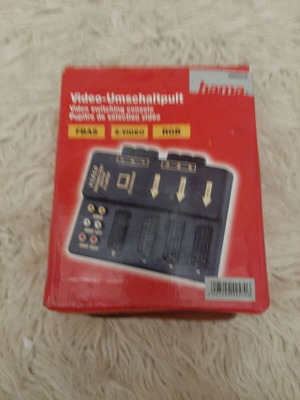 hama
Video-Umschaltpult
Video switching console
Pupitre de sélection vidéo
FBAS S-VIDEO RGB